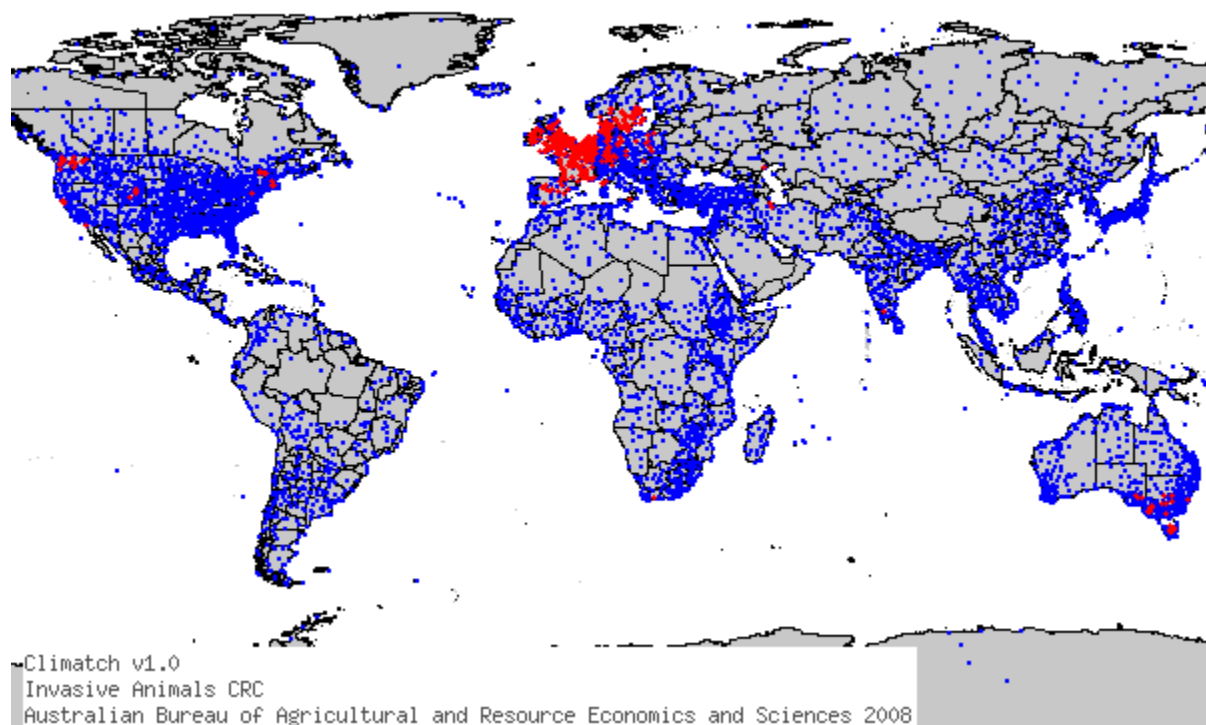 Climatch v1.0
Invasive Animals CRC
Australian Bureau of Agricultural and Resource Economics and Sciences 2008